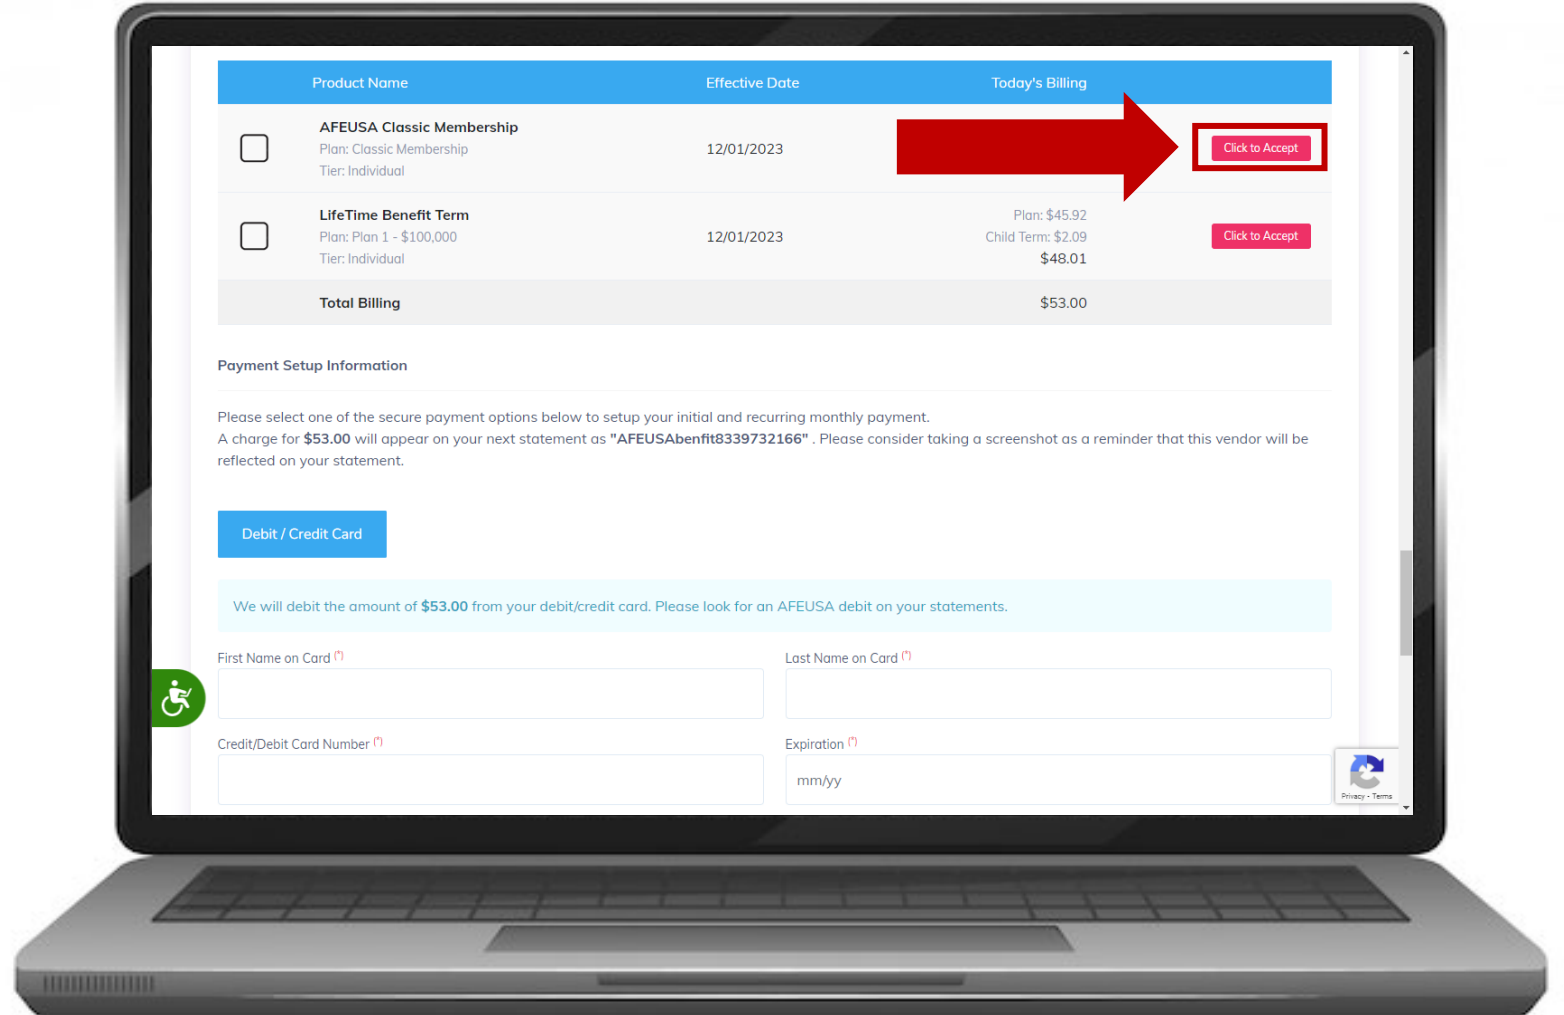 Product Name Effective Date Today's Billing
AFEUSA Classic Membership
Plan: Classic Membership 12/01/2023 Click to Accept
Tier: Individual
LifeTime Benefit Term Plan: $45.92
Plan: Plan 1 - $100,000 12/01/2023 Child Term: $2.09 Click to Accept
Tier: Individual $48.01
Total Billing $53.00
Payment Setup Information
Please select one of the secure payment options below to setup your initial and recurring monthly payment.
A charge for $53.00 will appear on your next statement as "AFEUSAbenfit8339732166" . Please consider taking a screenshot as a reminder that this vendor will be
reflected on your statement.
Debit / Credit Card
We will debit the amount of $53.00 from your debit/credit card. Please look for an AFEUSA debit on your statements.
First Name on Card (*) Last Name on Card (*)
Credit/Debit Card Number (*) Expiration (*)
mm/yy
Privacy - Terms